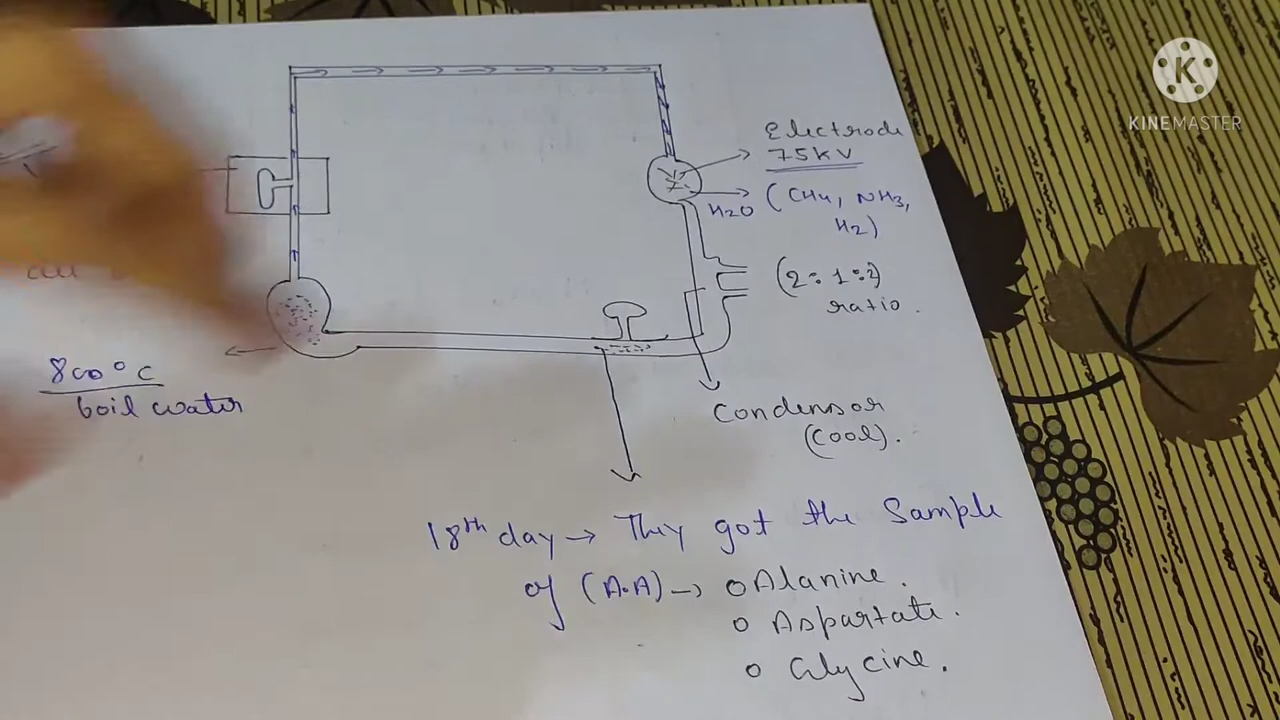 K
KINEMASTER
Electrode
75KV
H2O (CH4, NH3,
H2)
(2:1:2)
ratio.
800°C
boil water
Condensor
(cool).
18th day → They got the Sample
of (A.A) → o Alanine.
o Aspartate.
o Glycine.